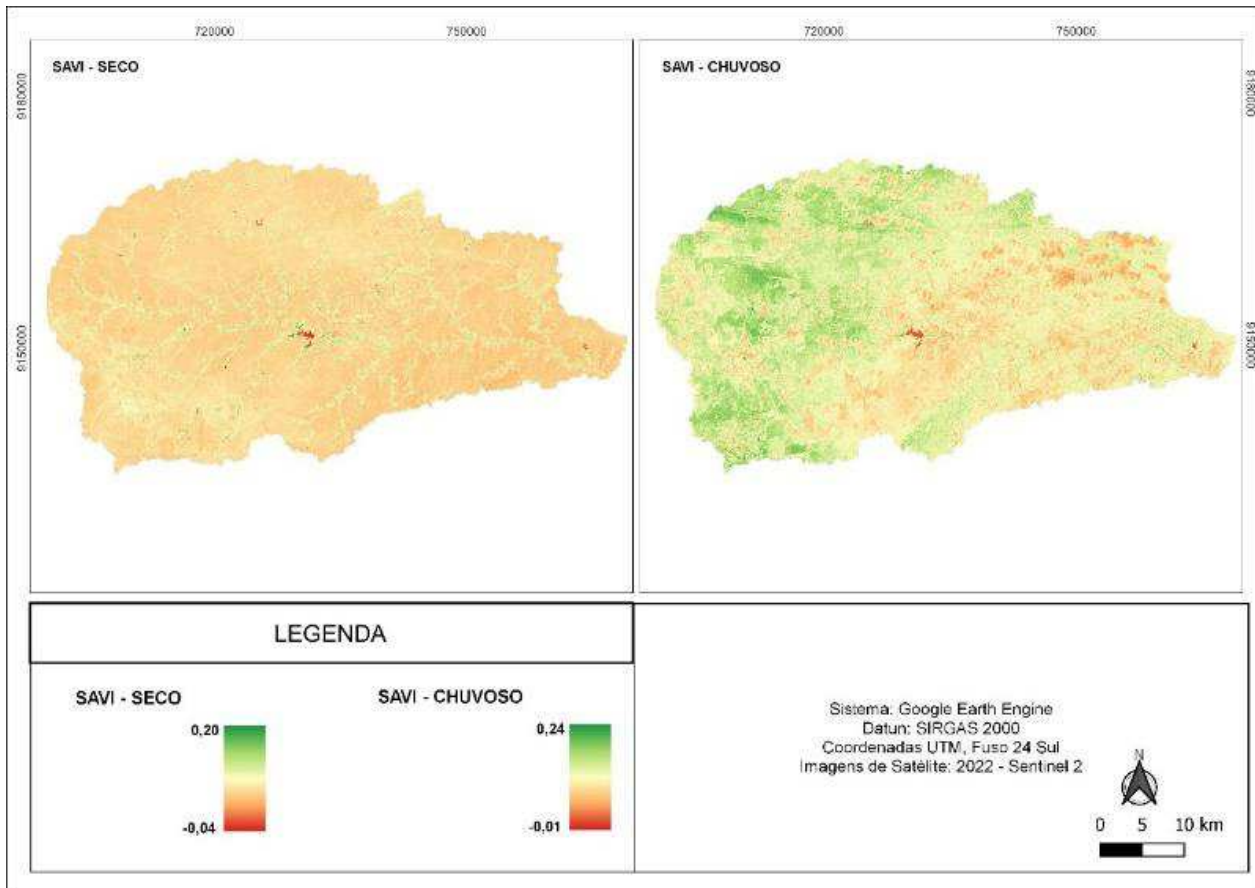 720000
750000
720000
750000
SAVI - SECO
SAVI - CHUVOSO
9180000
9180000
9150000
9150000
LEGENDA
SAVI - SECO
SAVI - CHUVOSO
0,20
0,24
-0,04
-0,01
Sistema: Google Earth Engine
Datun: SIRGAS 2000
Coordenadas UTM, Fuso 24 Sul
Imagens de Satélite: 2022 - Sentinel 2
N
0 5 10 km